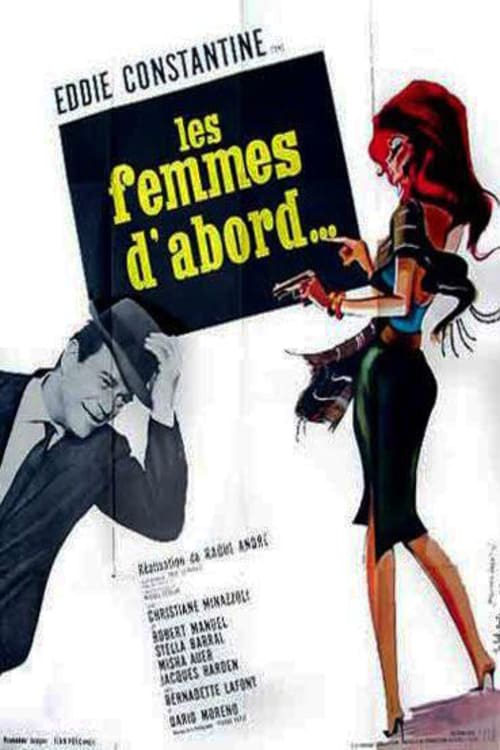 EDDIE CONSTANTINE
les
femmes
d'abord...
Réalisation de RAOUL ANDRÉ
CHRISTIANE MINAZZOLI
ROBERT MANUEL
STELLA BARRAL
MISHA AUER
JACQUES HARDEN
BERNADETTE LAFONT
DARIO MORENO